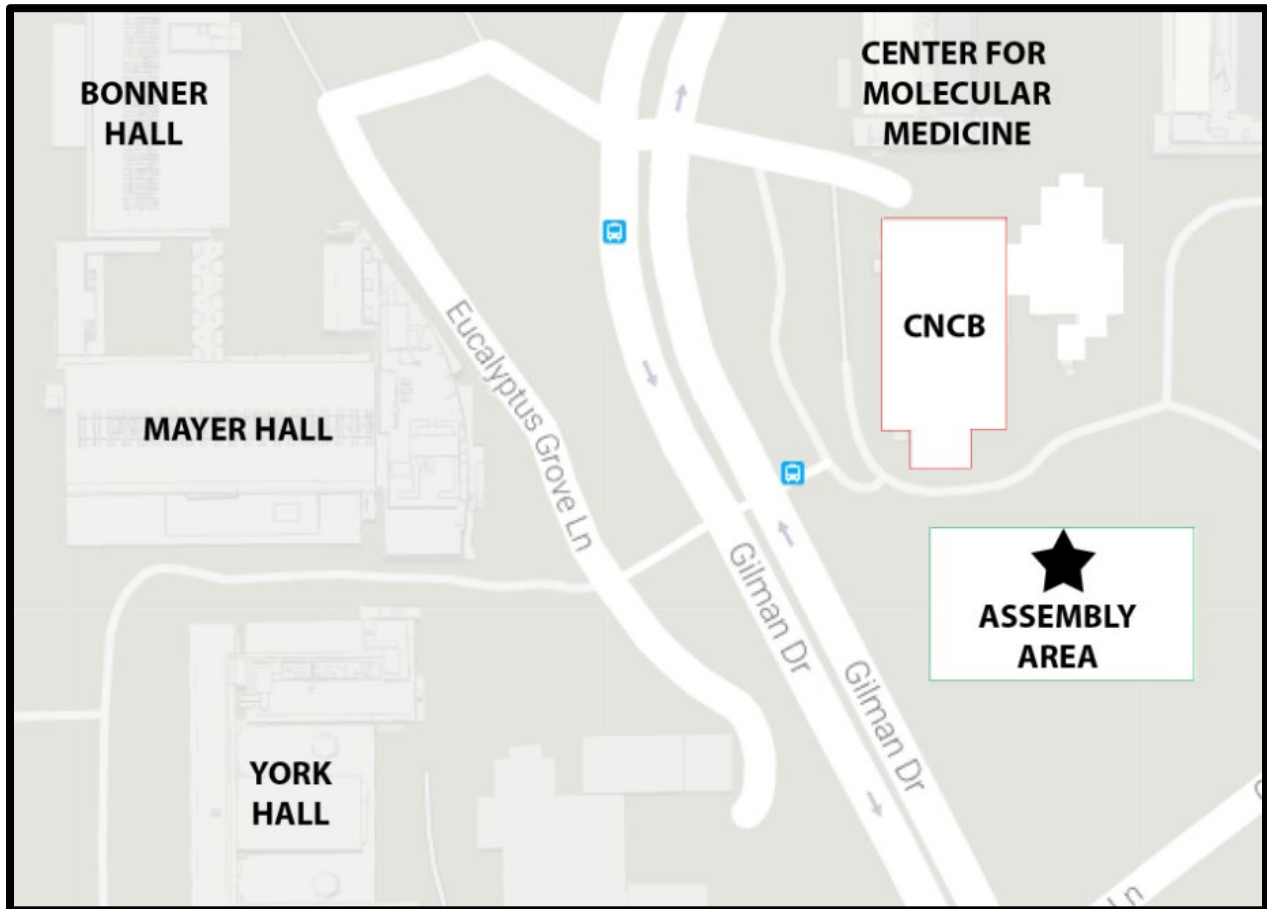 BONNER
HALL
CENTER FOR
MOLECULAR
MEDICINE
CNCB
Eucalyptus Grove Ln
MAYER HALL
Gilman Dr
Gilman Dr
ASSEMBLY
AREA
YORK
HALL
Ln